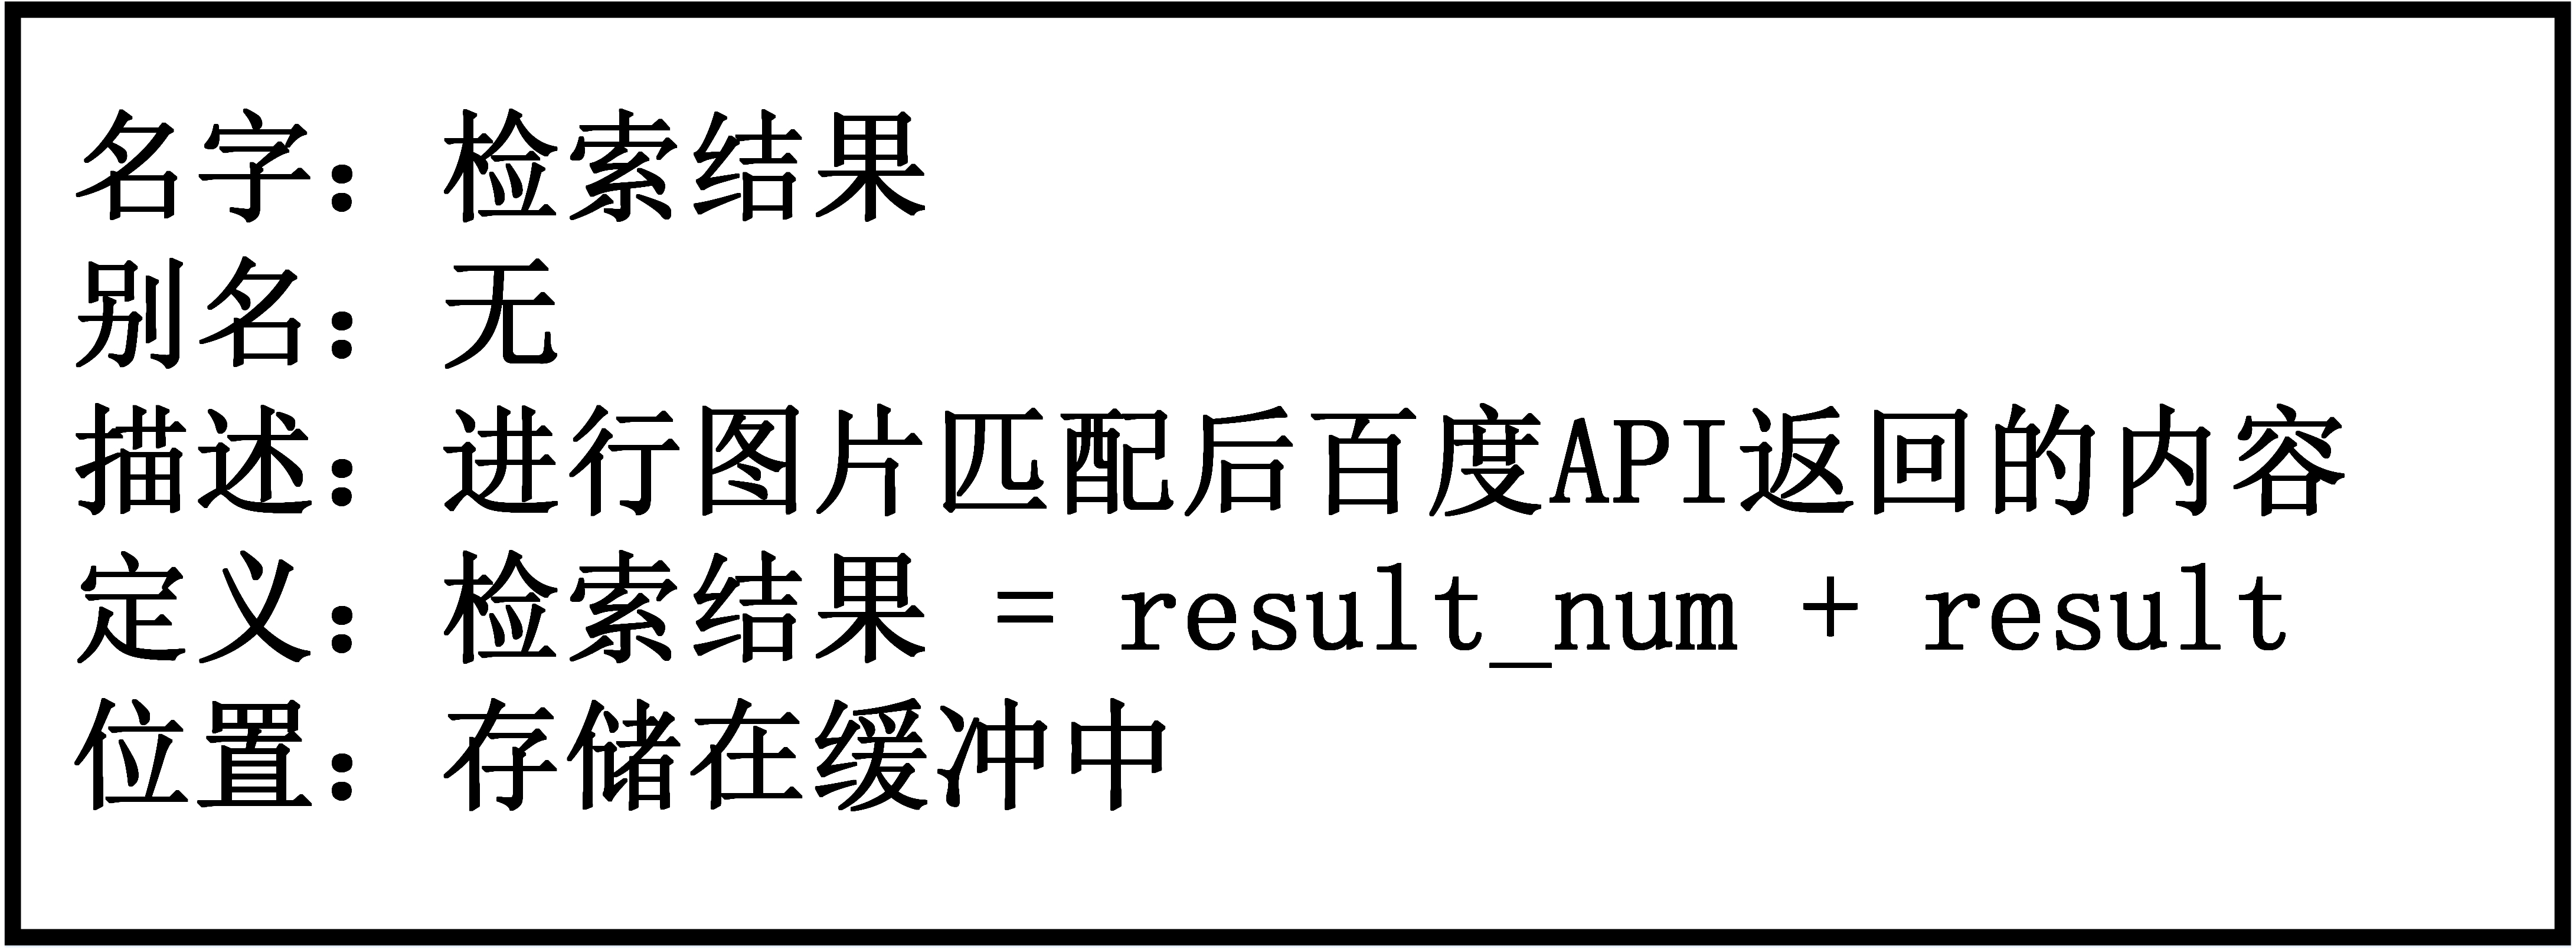 名字：检索结果
别名：无
描述：进行图片匹配后百度API返回的内容
定义：检索结果 = result_num + result
位置：存储在缓冲中